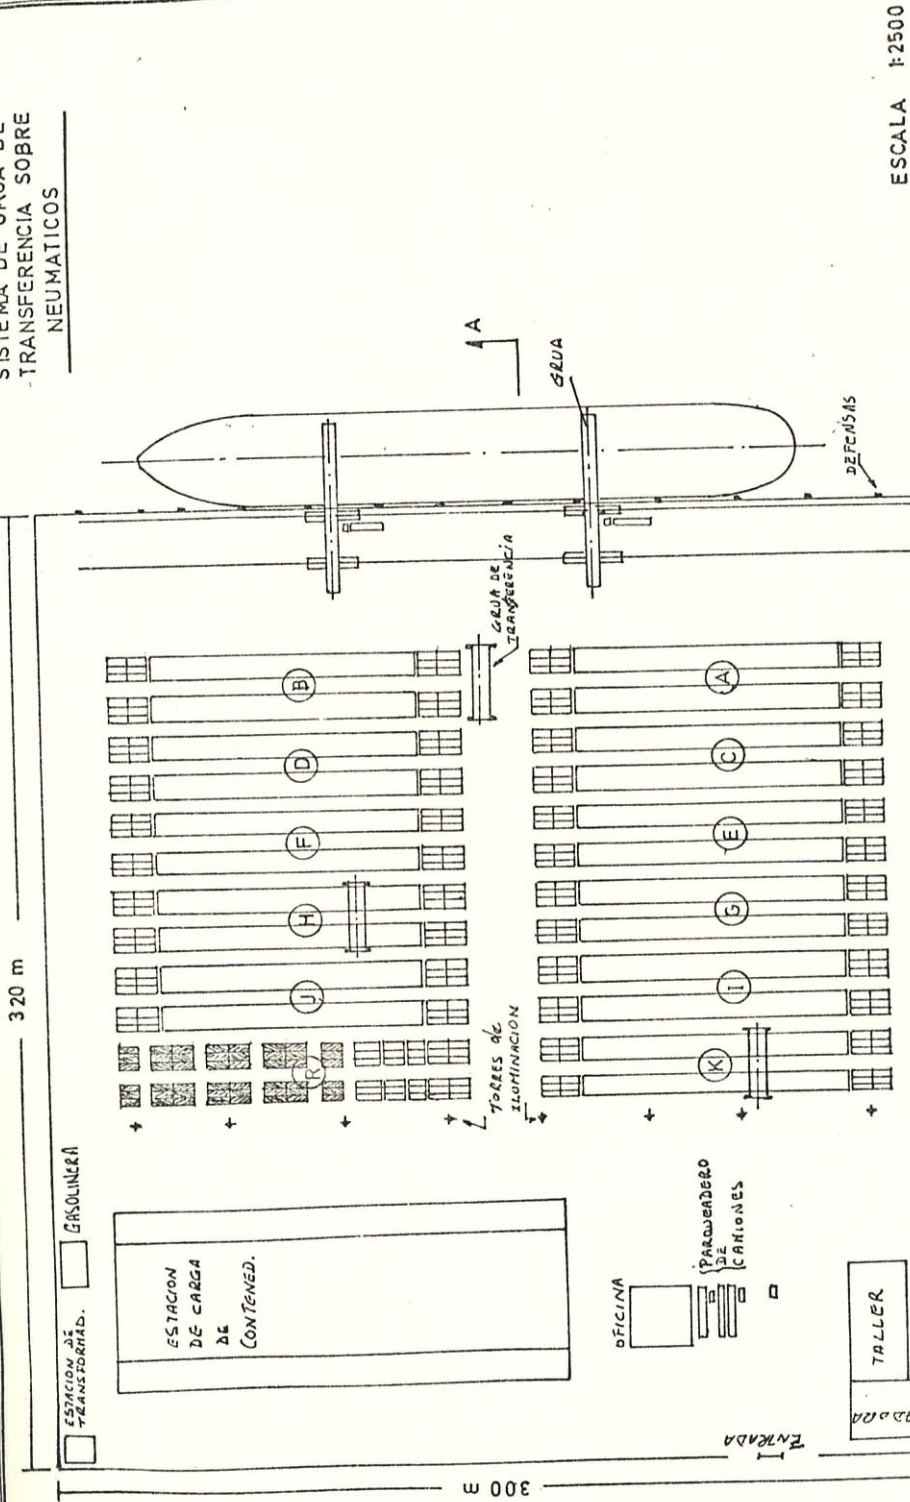 SISTEMA DE GRUA DE
TRANSFERENCIA SOBRE
NEUMATICOS
ESCALA 1:2500
320 m
300 m
A
GRUA
DEFENSAS
GRUA DE
TRANSFERENCIA
B
D
F
H
J
R
A
C
E
G
I
K
TORRES de
ILUMINACION
GASOLINERA
ESTACION DE
TRANSFORMAD.
ESTACION
DE CARGA
DE
CONTENED.
OFICINA
PARQUEADERO
DE
CAMIONES
TALLER
ENTRADA